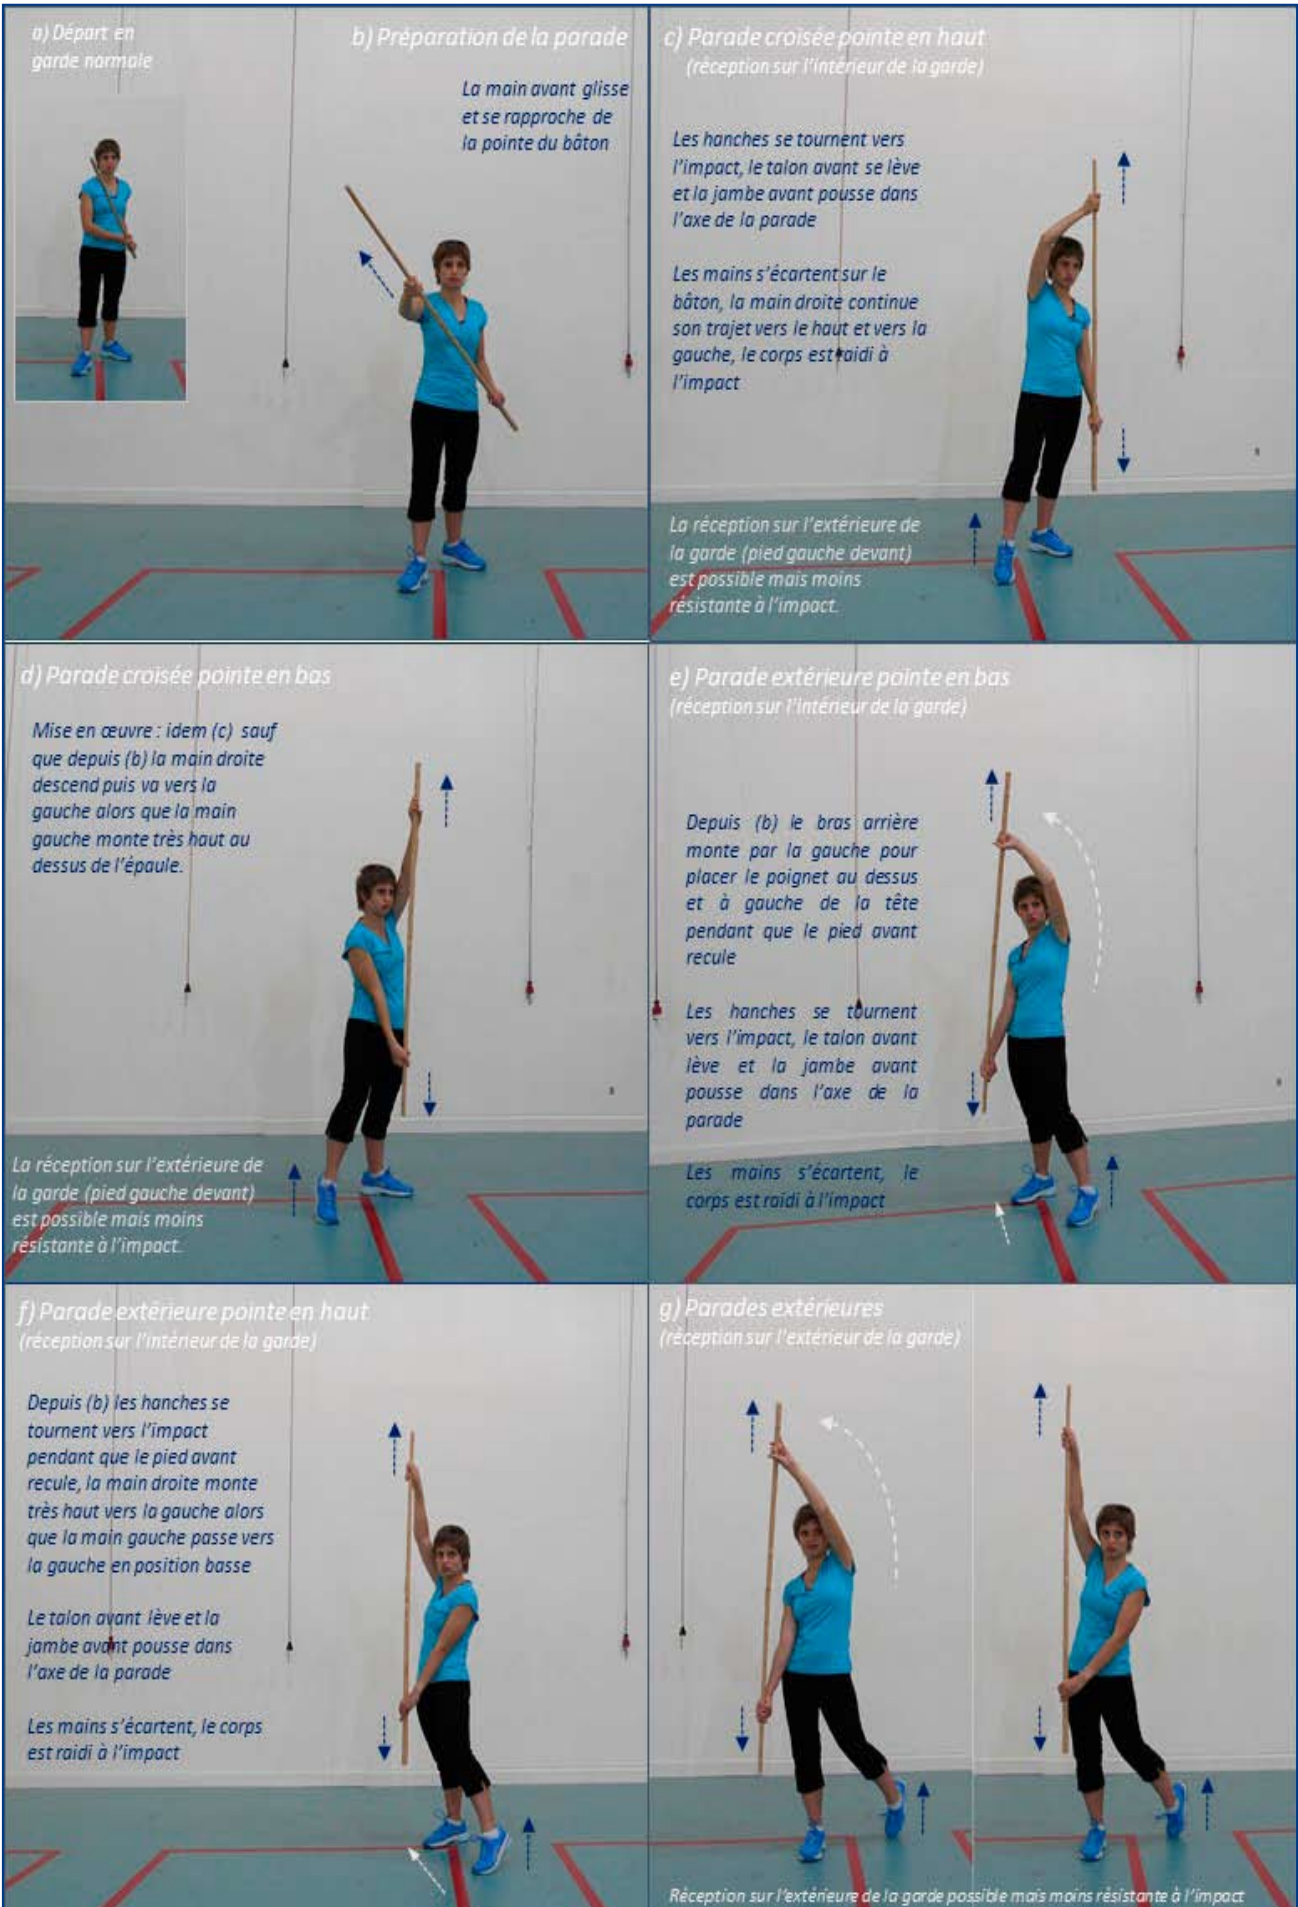 a) Départ en
garde normale
b) Préparation de la parade
La main avant glisse
et se rapproche de
la pointe du bâton
c) Parade croisée pointe en haut
(réception sur l'intérieur de la garde)
Les hanches se tournent vers
l'impact, le talon avant se lève
et la jambe avant pousse dans
l'axe de la parade
Les mains s'écartent sur le
bâton, la main droite continue
son trajet vers le haut et vers la
gauche, le corps est raidi à
l'impact
La réception sur l'extérieure de
la garde (pied gauche devant)
est possible mais moins
résistante à l'impact.
d) Parade croisée pointe en bas
Mise en œuvre : idem (c) sauf
que depuis (b) la main droite
descend puis va vers la
gauche alors que la main
gauche monte très haut au
dessus de l'épaule.
La réception sur l'extérieure de
la garde (pied gauche devant)
est possible mais moins
résistante à l'impact.
e) Parade extérieure pointe en bas
(réception sur l'intérieur de la garde)
Depuis (b) le bras arrière
monte par la gauche pour
placer le poignet au dessus
et à gauche de la tête
pendant que le pied avant
recule
Les hanches se tournent
vers l'impact, le talon avant
lève et la jambe avant
pousse dans l'axe de la
parade
Les mains s'écartent, le
corps est raidi à l'impact
f) Parade extérieure pointe en haut
(réception sur l'intérieur de la garde)
Depuis (b) les hanches se
tournent vers l'impact
pendant que le pied avant
recule, la main droite monte
très haut vers la gauche alors
que la main gauche passe vers
la gauche en position basse
Le talon avant lève et la
jambe avant pousse dans
l'axe de la parade
Les mains s'écartent, le corps
est raidi à l'impact
g) Parades extérieures
(réception sur l'extérieur de la garde)
Réception sur l'extérieure de la garde possible mais moins résistante à l'impact